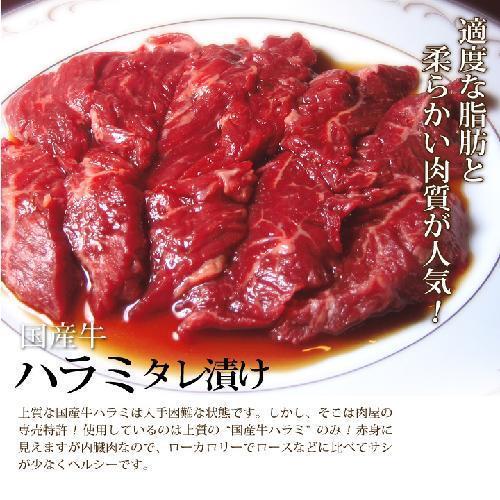 適度な脂肪と
柔らかい肉質が人気！
国産牛
ハラミタレ漬け
上質な国産牛ハラミは入手困難な状態です。しかし、そこは肉屋の
専売特許！使用しているのは上質の“国産牛ハラミ”のみ！赤身に
見えますが内臓肉なので、ローカロリーでロースなどに比べてサシ
が少なくヘルシーです。